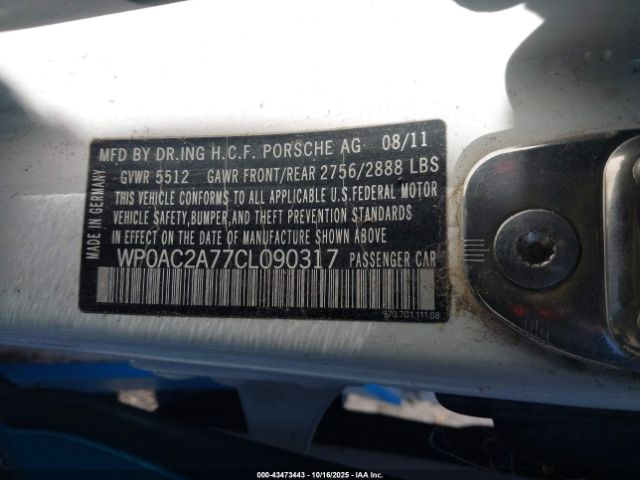 MFD BY DR.ING H.C.F. PORSCHE AG 08/11
GVWR 5512 GAWR FRONT/REAR 2756/2888 LBS
THIS VEHICLE CONFORMS TO ALL APPLICABLE U.S.FEDERAL MOTOR
VEHICLE SAFETY,BUMPER,AND THEFT PREVENTION STANDARDS
IN EFFECT ON THE DATE OF MANUFACTURE SHOWN ABOVE
WP0AC2A77CL090317 PASSENGER CAR
970.701.111.08
MADE IN GERMANY
000-43473443 - 10/16/2025 - IAA Inc.